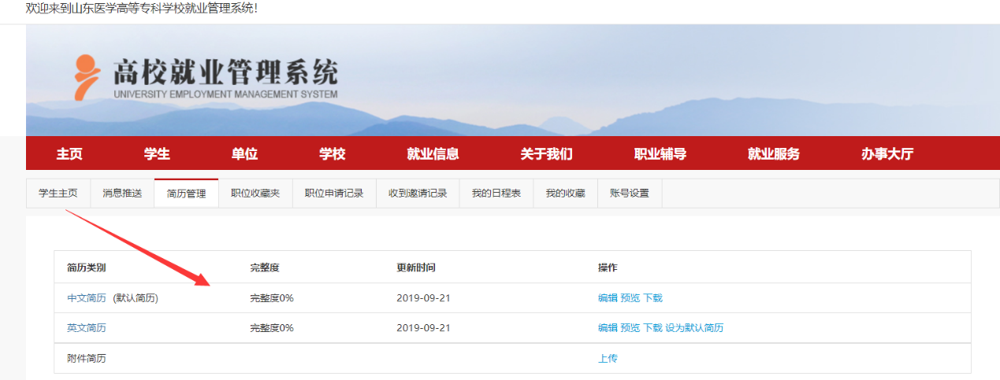 欢迎来到山东医学高等专科学校就业管理系统！
高校就业管理系统
UNIVERSITY EMPLOYMENT MANAGEMENT SYSTEM
主页 学生 单位 学校 就业信息 关于我们 职业辅导 就业服务 办事大厅
学生主页 消息推送 简历管理 职位收藏夹 职位申请记录 收到邀请记录 我的日程表 我的收藏 账号设置
简历类别 完整度 更新时间 操作
中文简历 (默认简历) 完整度0% 2019-09-21 编辑 预览 下载
英文简历 完整度0% 2019-09-21 编辑 预览 下载 设为默认简历
附件简历 上传